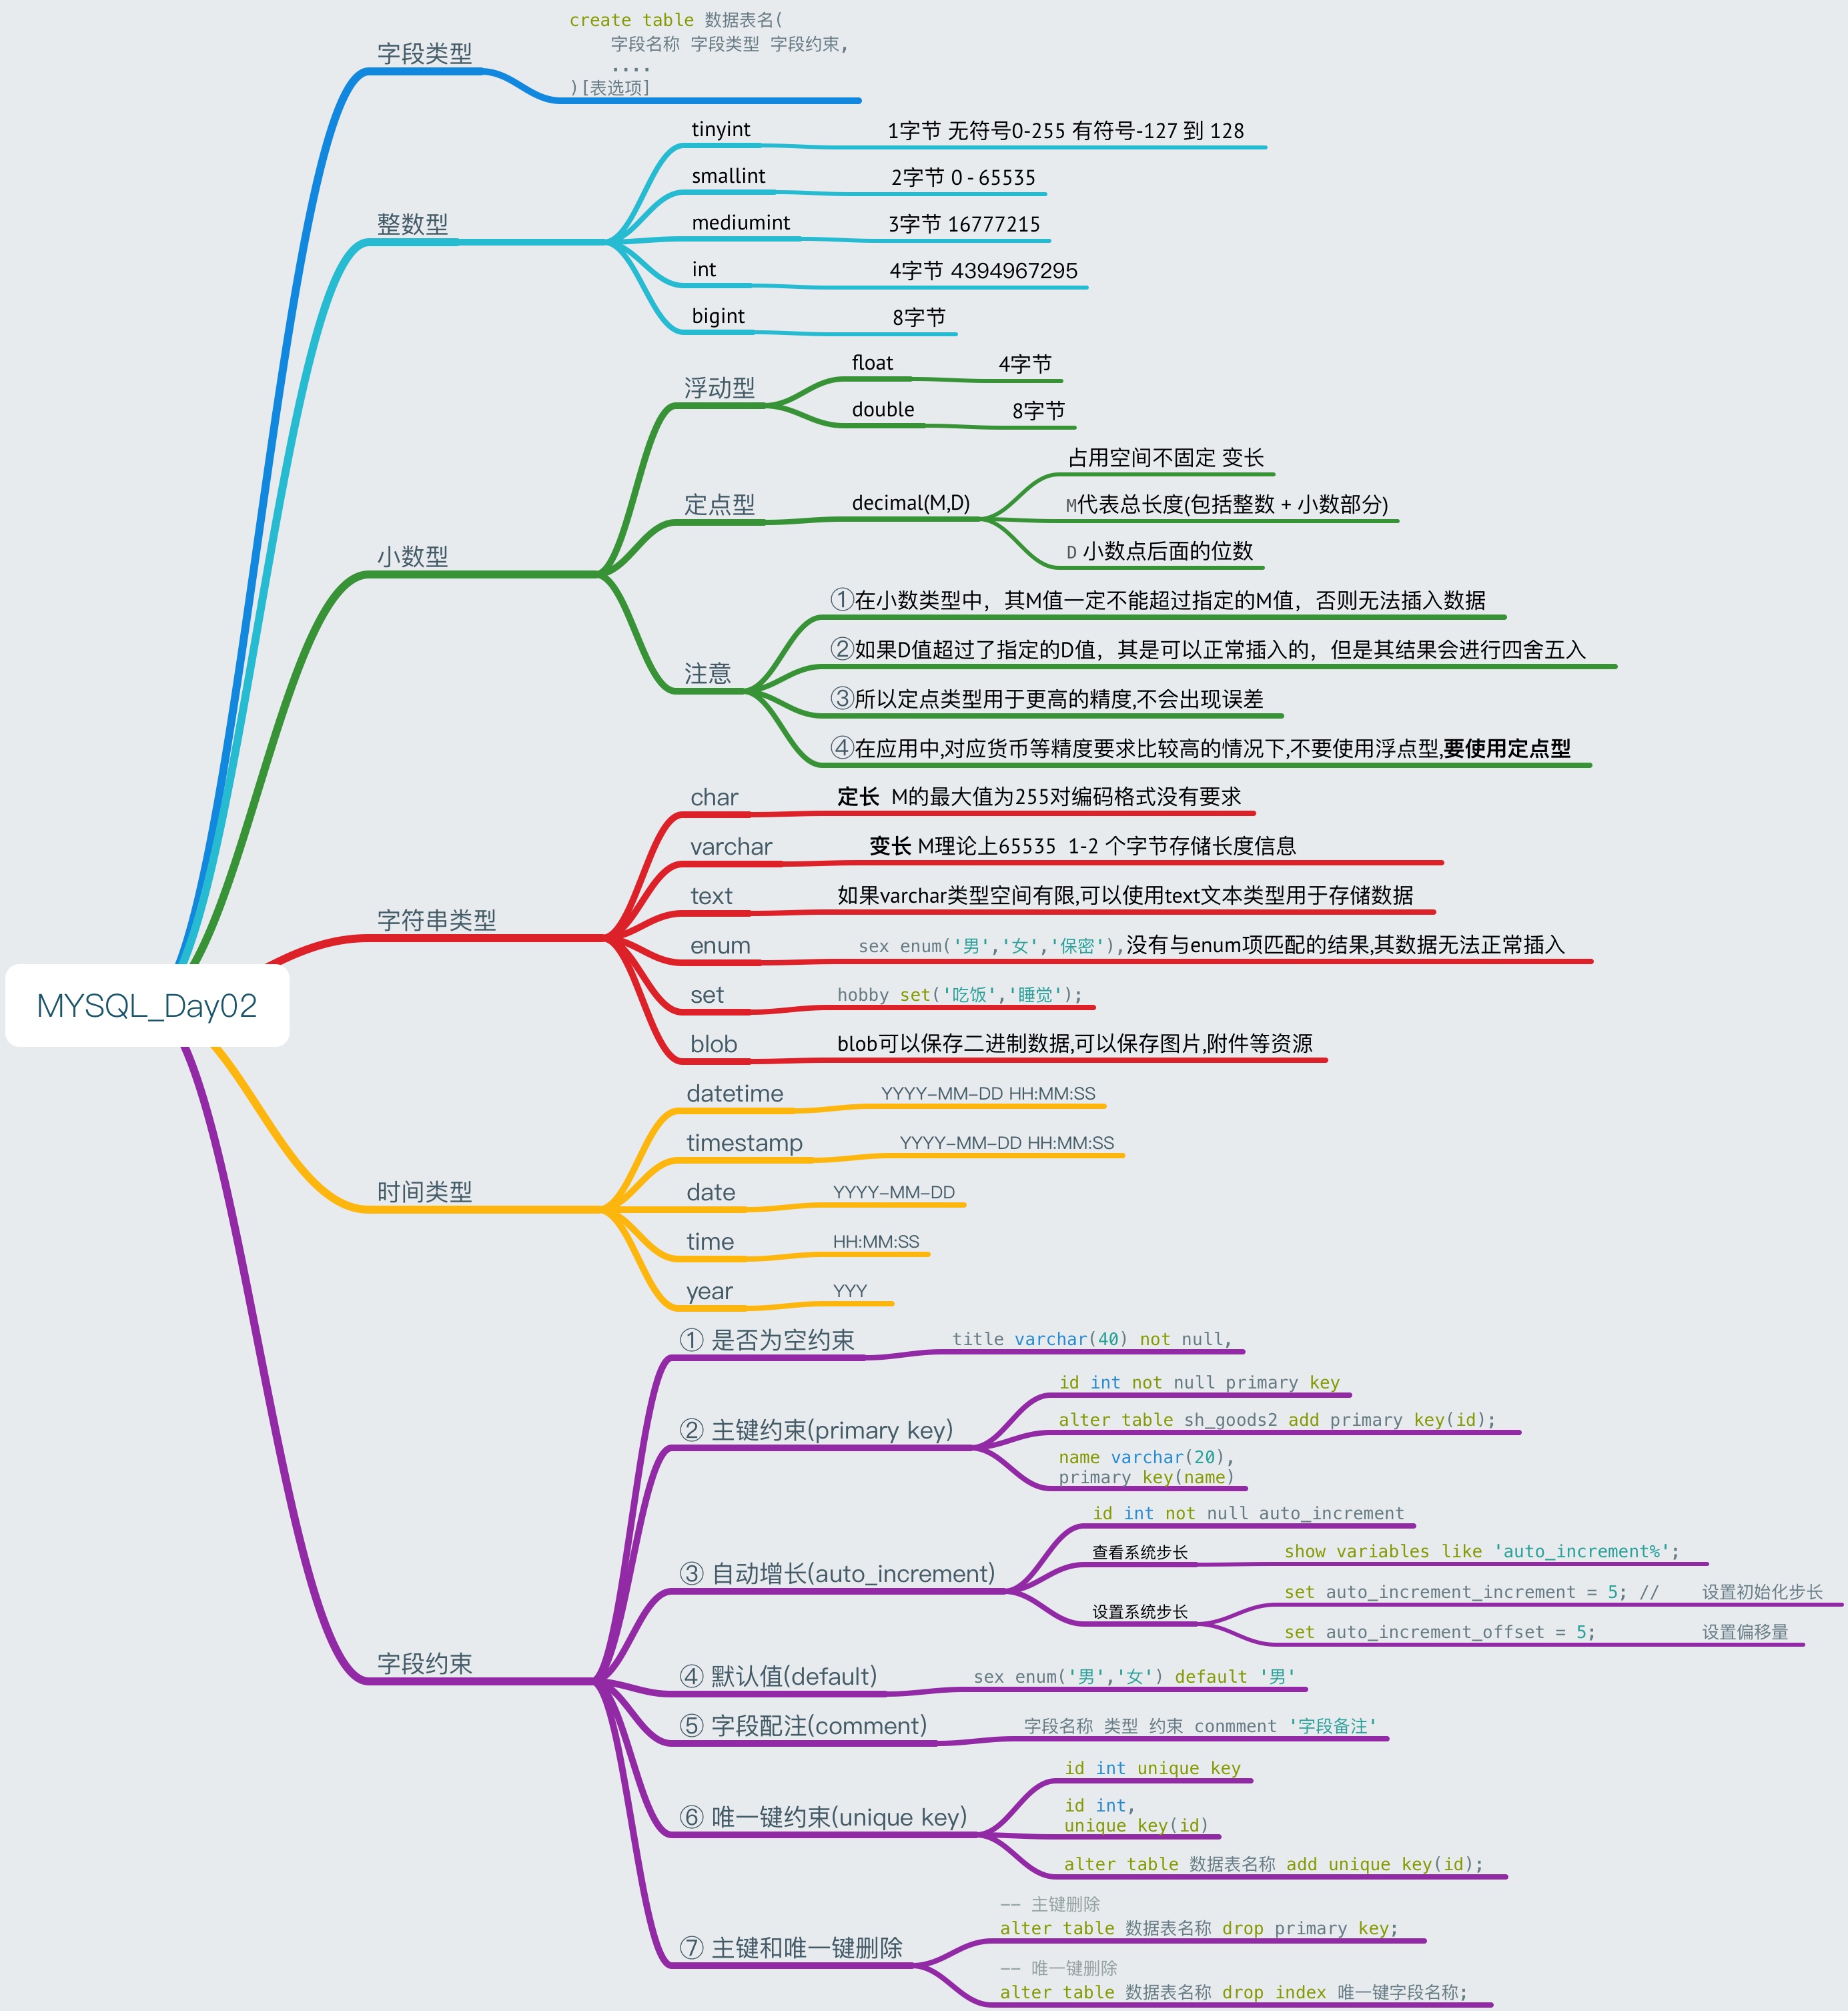 create table 数据表名(
字段名称 字段类型 字段约束,
....
)[表选项]
字段类型
tinyint
1字节 无符号0-255 有符号-127 到 128
smallint
2字节 0 - 65535
整数型
mediumint
3字节 16777215
int
4字节 4394967295
bigint
8字节
浮动型
float
4字节
double
8字节
占用空间不固定 变长
定点型
decimal(M,D)
M代表总长度(包括整数 + 小数部分)
D 小数点后面的位数
小数型
①在小数类型中，其M值一定不能超过指定的M值，否则无法插入数据
②如果D值超过了指定的D值，其是可以正常插入的，但是其结果会进行四舍五入
注意
③所以定点类型用于更高的精度,不会出现误差
④在应用中,对应货币等精度要求比较高的情况下,不要使用浮点型,要使用定点型
char
定长 M的最大值为255对编码格式没有要求
varchar
变长 M理论上65535 1-2 个字节存储长度信息
text
如果varchar类型空间有限,可以使用text文本类型用于存储数据
字符串类型
enum
sex enum('男','女','保密'),没有与enum项匹配的结果,其数据无法正常插入
set
hobby set('吃饭','睡觉');
blob
blob可以保存二进制数据,可以保存图片,附件等资源
MYSQL_Day02
datetime
YYYY-MM-DD HH:MM:SS
timestamp
YYYY-MM-DD HH:MM:SS
时间类型
date
YYYY-MM-DD
time
HH:MM:SS
year
YYY
① 是否为空约束
title varchar(40) not null,
id int not null primary key
② 主键约束(primary key)
alter table sh_goods2 add primary key(id);
name varchar(20),
primary key(name)
id int not null auto_increment
③ 自动增长(auto_increment)
查看系统步长
show variables like 'auto_increment%';
设置系统步长
set auto_increment_increment = 5; // 设置初始化步长
set auto_increment_offset = 5; 设置偏移量
字段约束
④ 默认值(default)
sex enum('男','女') default '男'
⑤ 字段配注(comment)
字段名称 类型 约束 conmment '字段备注'
id int unique key
⑥ 唯一键约束(unique key)
id int,
unique key(id)
alter table 数据表名称 add unique key(id);
-- 主键删除
alter table 数据表名称 drop primary key;
⑦ 主键和唯一键删除
-- 唯一键删除
alter table 数据表名称 drop index 唯一键字段名称;